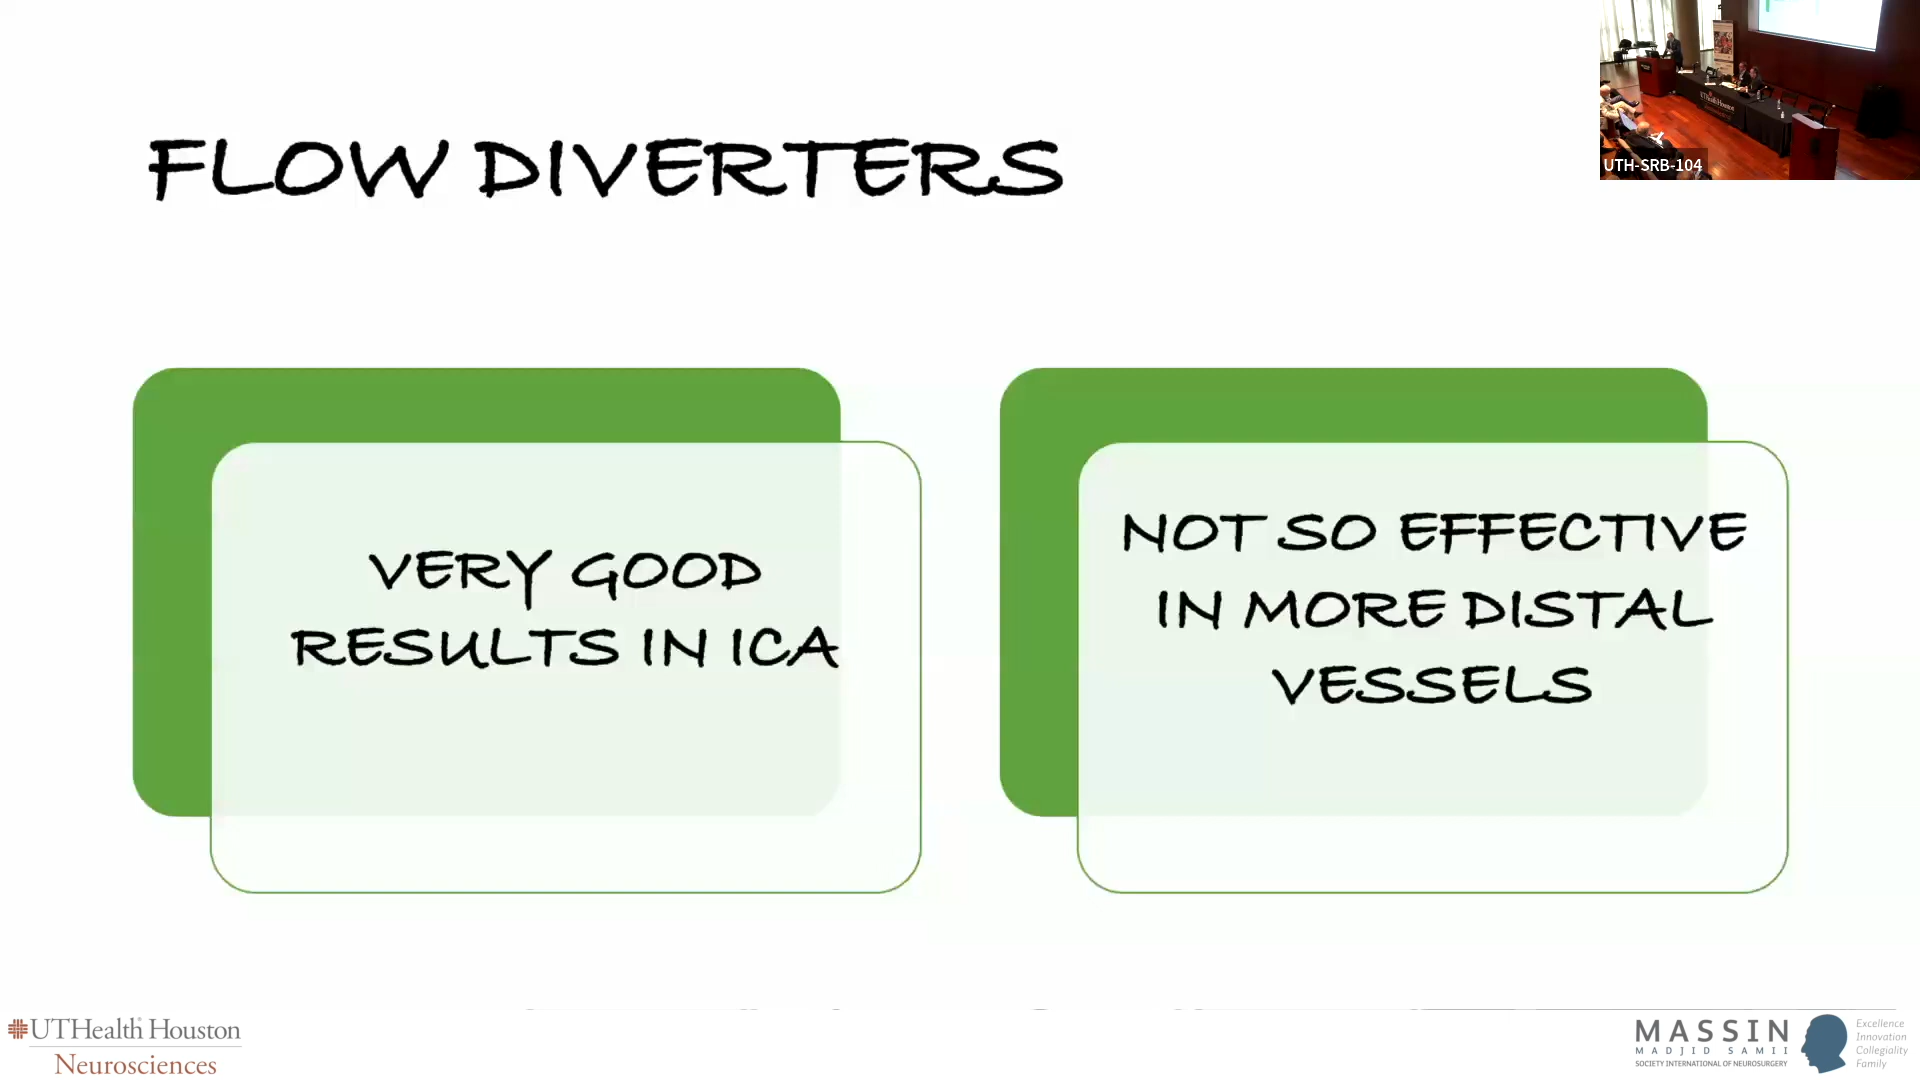 FLOW DIVERTERS
VERY GOOD
RESULTS IN ICA
NOT SO EFFECTIVE
IN MORE DISTAL
VESSELS
UTH-SRB-104
UTHealth Houston
Neurosciences
MASSIN
MADJID SAMII
SOCIETY INTERNATIONAL OF NEUROSURGERY
Excellence
Innovation
Collegiality
Family